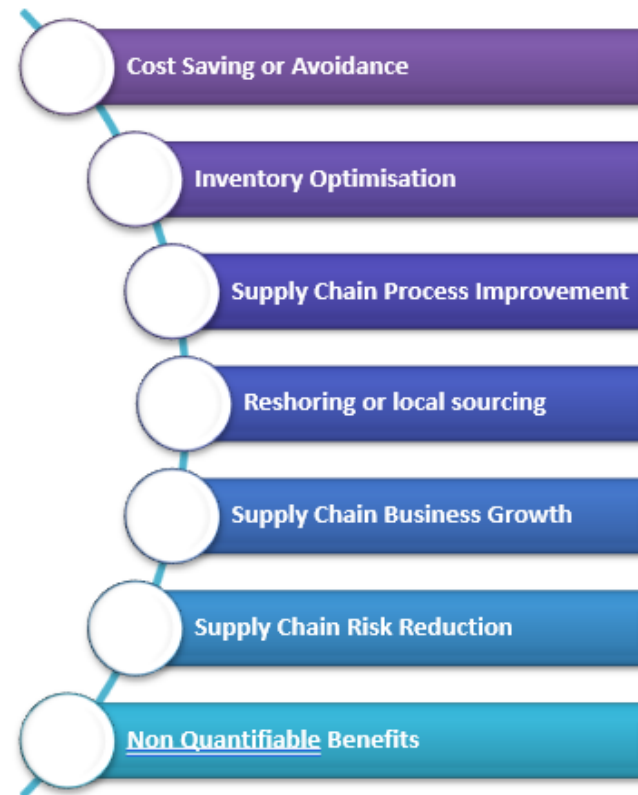 Cost Saving or Avoidance
Inventory Optimisation
Supply Chain Process Improvement
Reshoring or local sourcing
Supply Chain Business Growth
Supply Chain Risk Reduction
Non Quantifiable Benefits